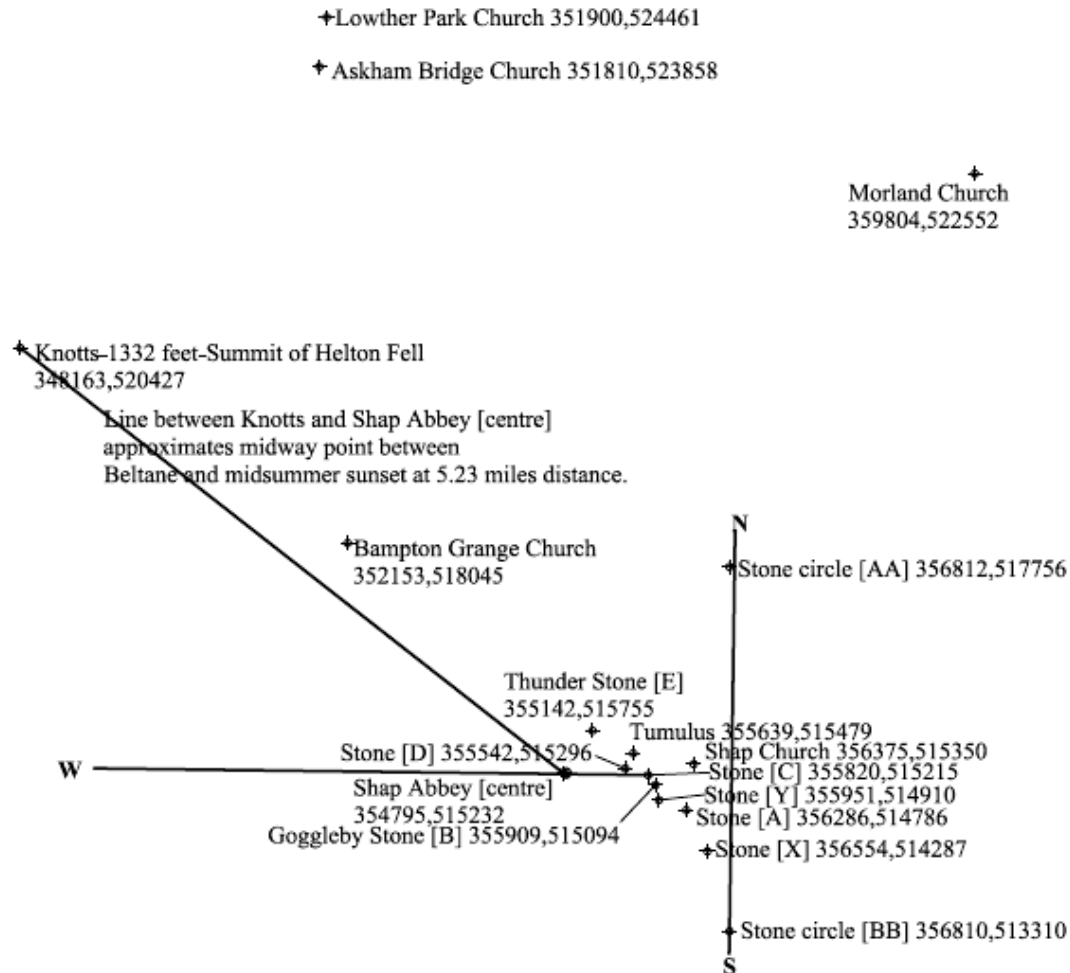 Lowther Park Church 351900,524461
Askham Bridge Church 351810,523858
Morland Church
359804,522552
Knotts-1332 feet-Summit of Helton Fell
348163,520427
Line between Knotts and Shap Abbey [centre]
approximates midway point between
Beltane and midsummer sunset at 5.23 miles distance.
N
Bampton Grange Church
352153,518045
Stone circle [AA] 356812,517756
Thunder Stone [E]
355142,515755
Tumulus 355639,515479
Stone [D] 355542,515296
Shap Church 356375,515350
W
Stone [C] 355820,515215
Shap Abbey [centre]
354795,515232
Stone [Y] 355951,514910
Goggleby Stone [B] 355909,515094
Stone [A] 356286,514786
Stone [X] 356554,514287
Stone circle [BB] 356810,513310
S